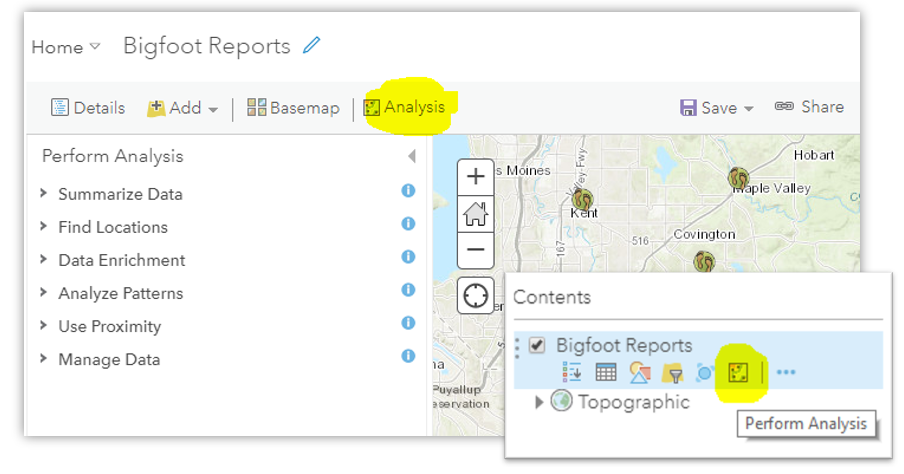 Home Bigfoot Reports
Details Add Basemap Analysis Save Share
Perform Analysis
Summarize Data
Find Locations
Data Enrichment
Analyze Patterns
Use Proximity
Manage Data
s Moines
Valley Fwy
Hobart
Maple Valley
Kent
167
516
Covington
Puyallup
eservation
Contents
Bigfoot Reports
Topographic
Perform Analysis